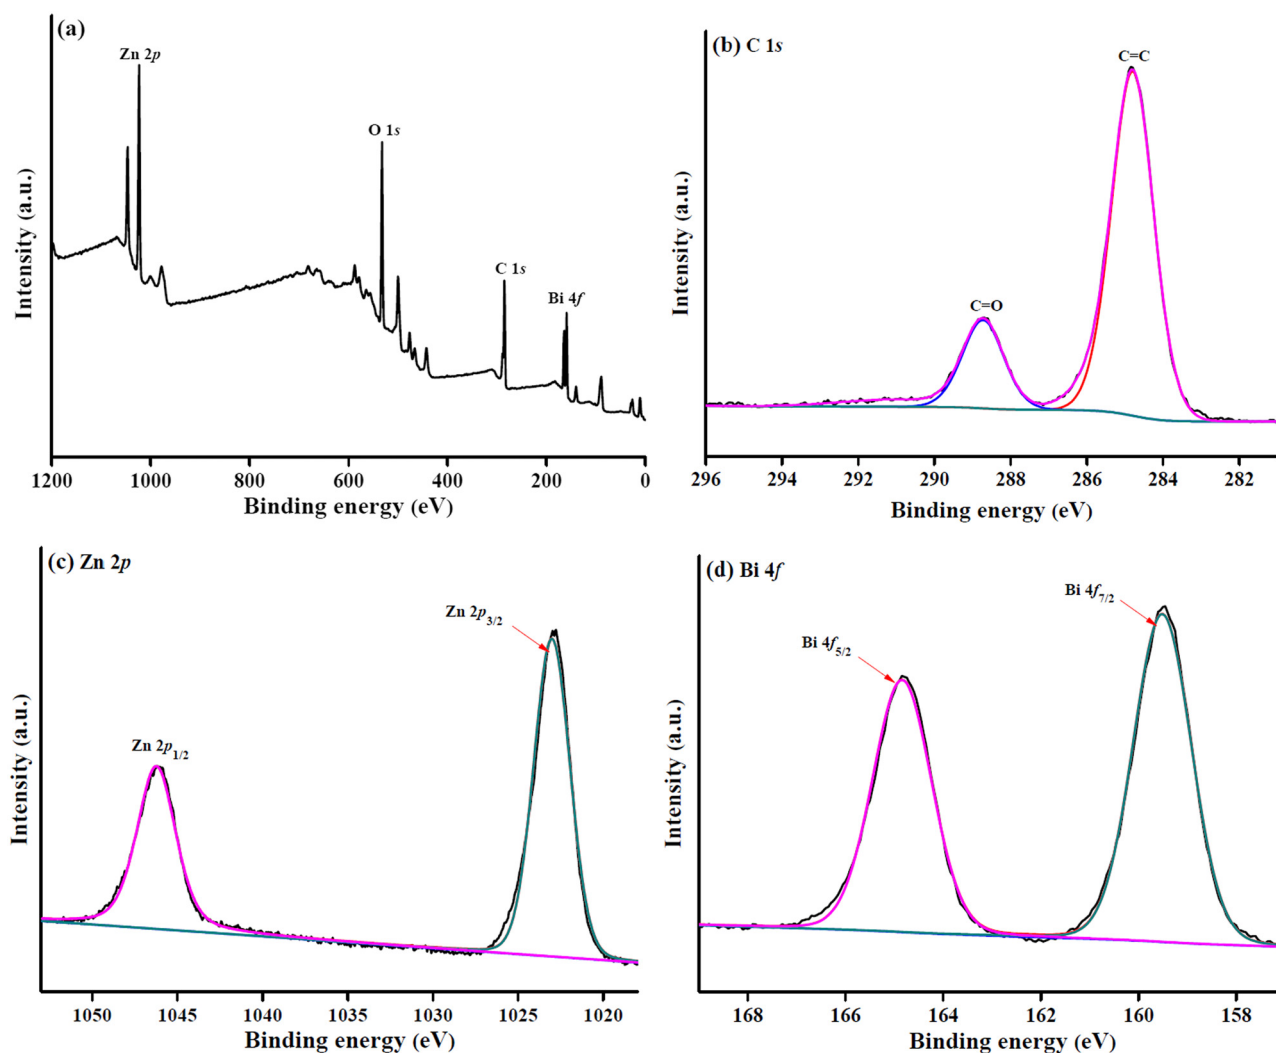 (a)
Zn 2p
O 1s
C 1s
Bi 4f
Intensity (a.u.)
1200 1000 800 600 400 200 0
Binding energy (eV)
(b) C 1s
C=C
C=O
Intensity (a.u.)
296 294 292 290 288 286 284 282
Binding energy (eV)
(c) Zn 2p
Zn 2p3/2
Zn 2p1/2
Intensity (a.u.)
1050 1045 1040 1035 1030 1025 1020
Binding energy (eV)
(d) Bi 4f
Bi 4f7/2
Bi 4f5/2
Intensity (a.u.)
168 166 164 162 160 158
Binding energy (eV)